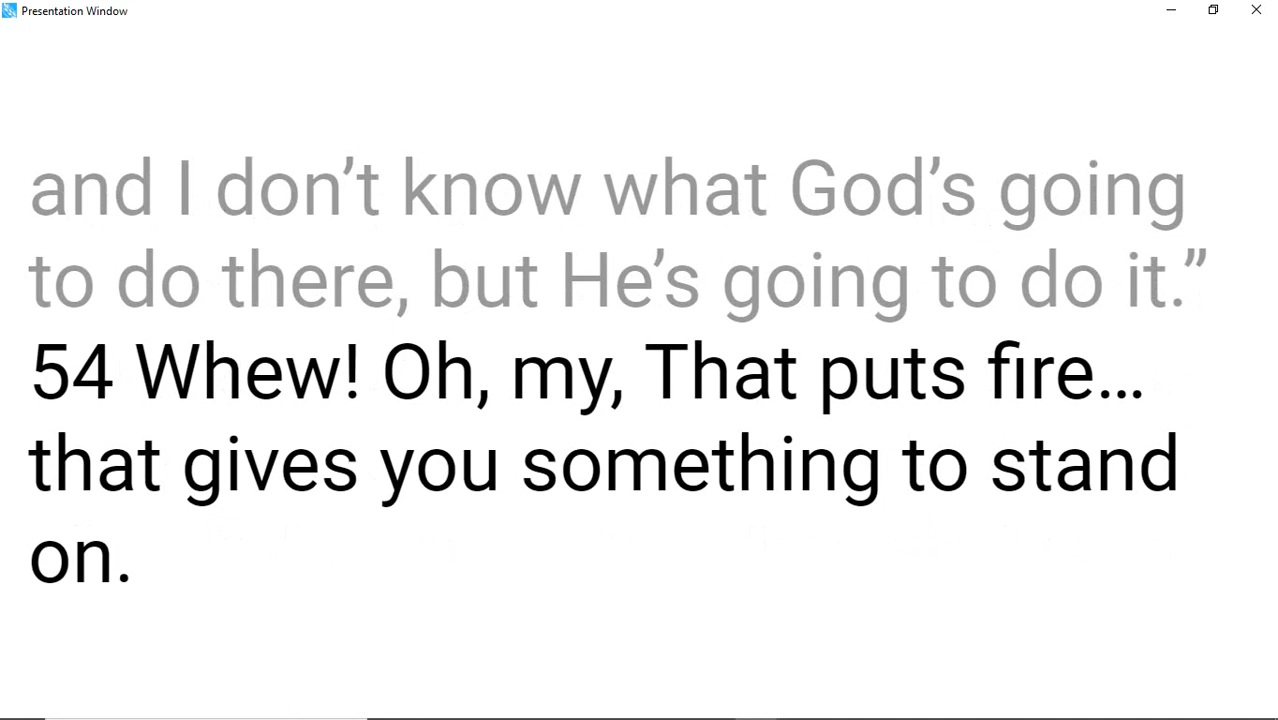 Presentation Window
and I don’t know what God’s going
to do there, but He’s going to do it.”
54 Whew! Oh, my, That puts fire…
that gives you something to stand
on.